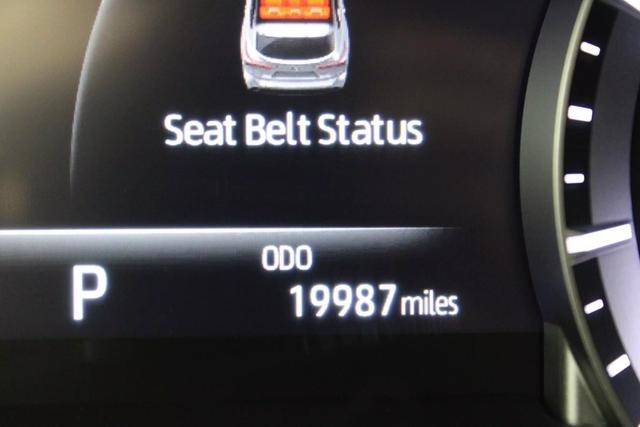 Seat Belt Status
ODO
P
19987 miles